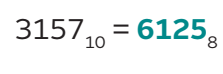 3157₁₀ = 6125₈